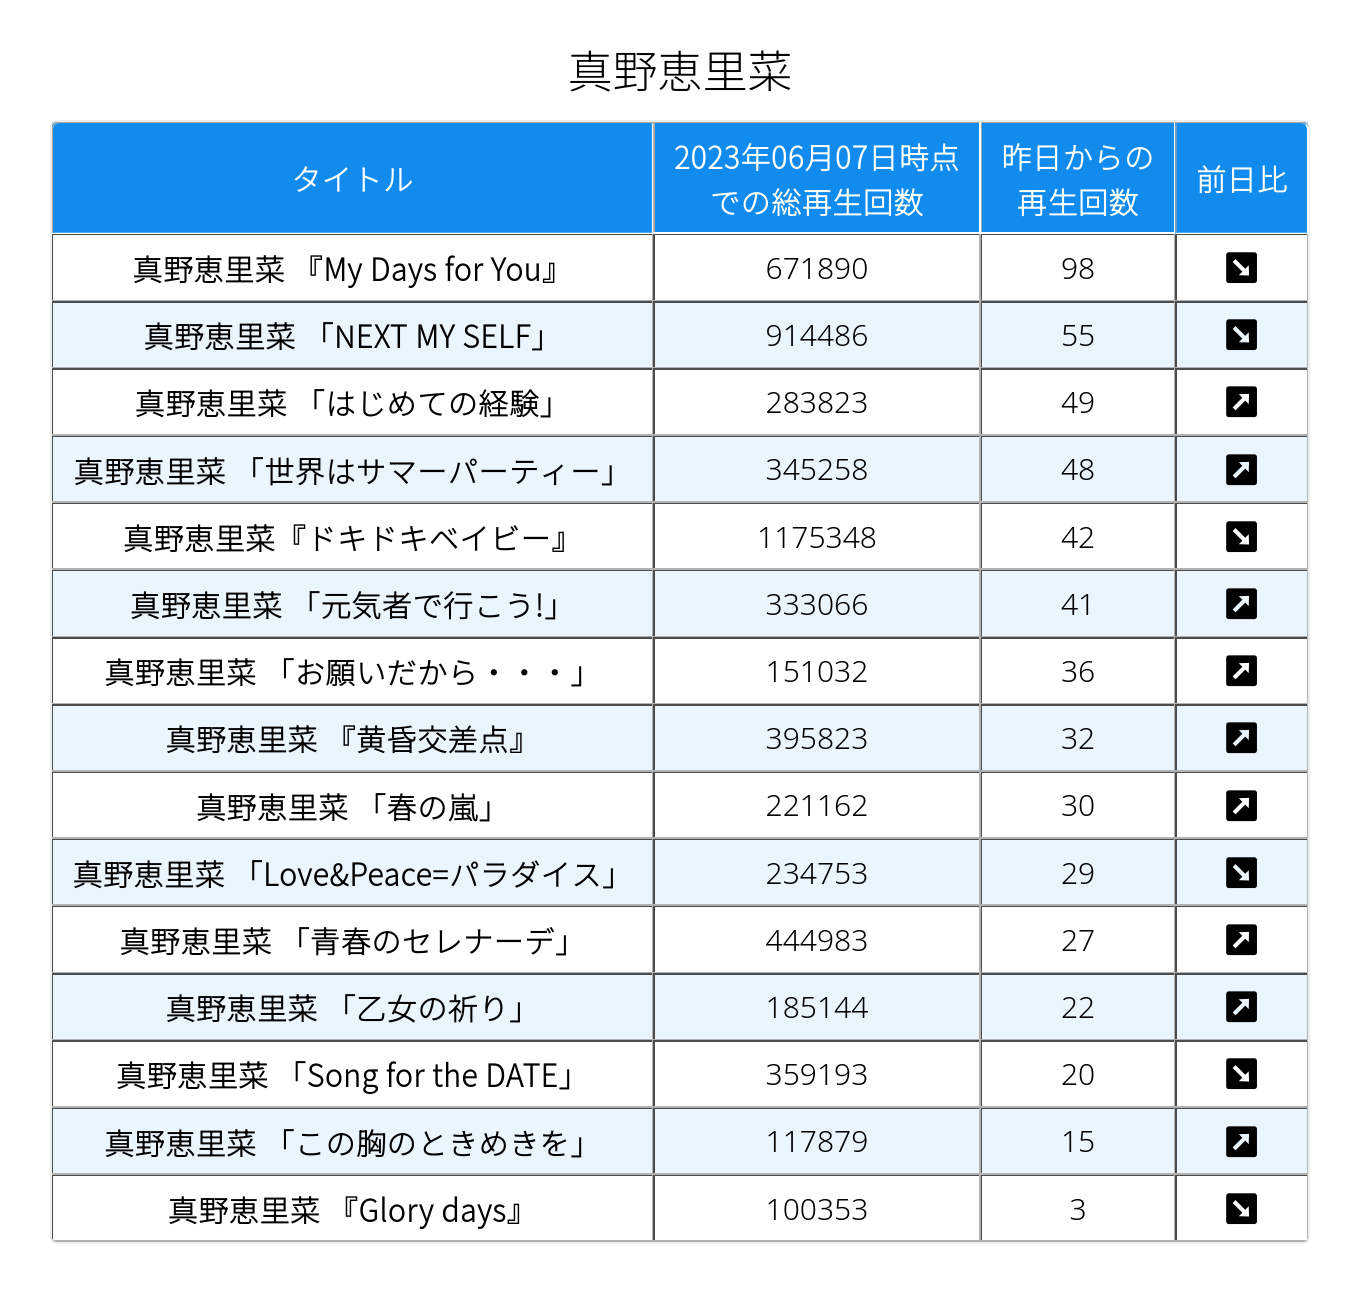 真野恵里菜
タイトル
2023年06月07日時点
での総再生回数
昨日からの
再生回数
前日比
真野恵里菜 『My Days for You』 671890 98 ↘
真野恵里菜 「NEXT MY SELF」 914486 55 ↘
真野恵里菜 「はじめての経験」 283823 49 ↗
真野恵里菜 「世界はサマーパーティー」 345258 48 ↗
真野恵里菜『ドキドキベイビー』 1175348 42 ↘
真野恵里菜 「元気者で行こう!」 333066 41 ↗
真野恵里菜 「お願いだから・・・」 151032 36 ↗
真野恵里菜 『黄昏交差点』 395823 32 ↗
真野恵里菜 「春の嵐」 221162 30 ↗
真野恵里菜 「Love&Peace=パラダイス」 234753 29 ↘
真野恵里菜 「青春のセレナーデ」 444983 27 ↗
真野恵里菜 「乙女の祈り」 185144 22 ↗
真野恵里菜 「Song for the DATE」 359193 20 ↘
真野恵里菜 「この胸のときめきを」 117879 15 ↗
真野恵里菜 『Glory days』 100353 3 ↘